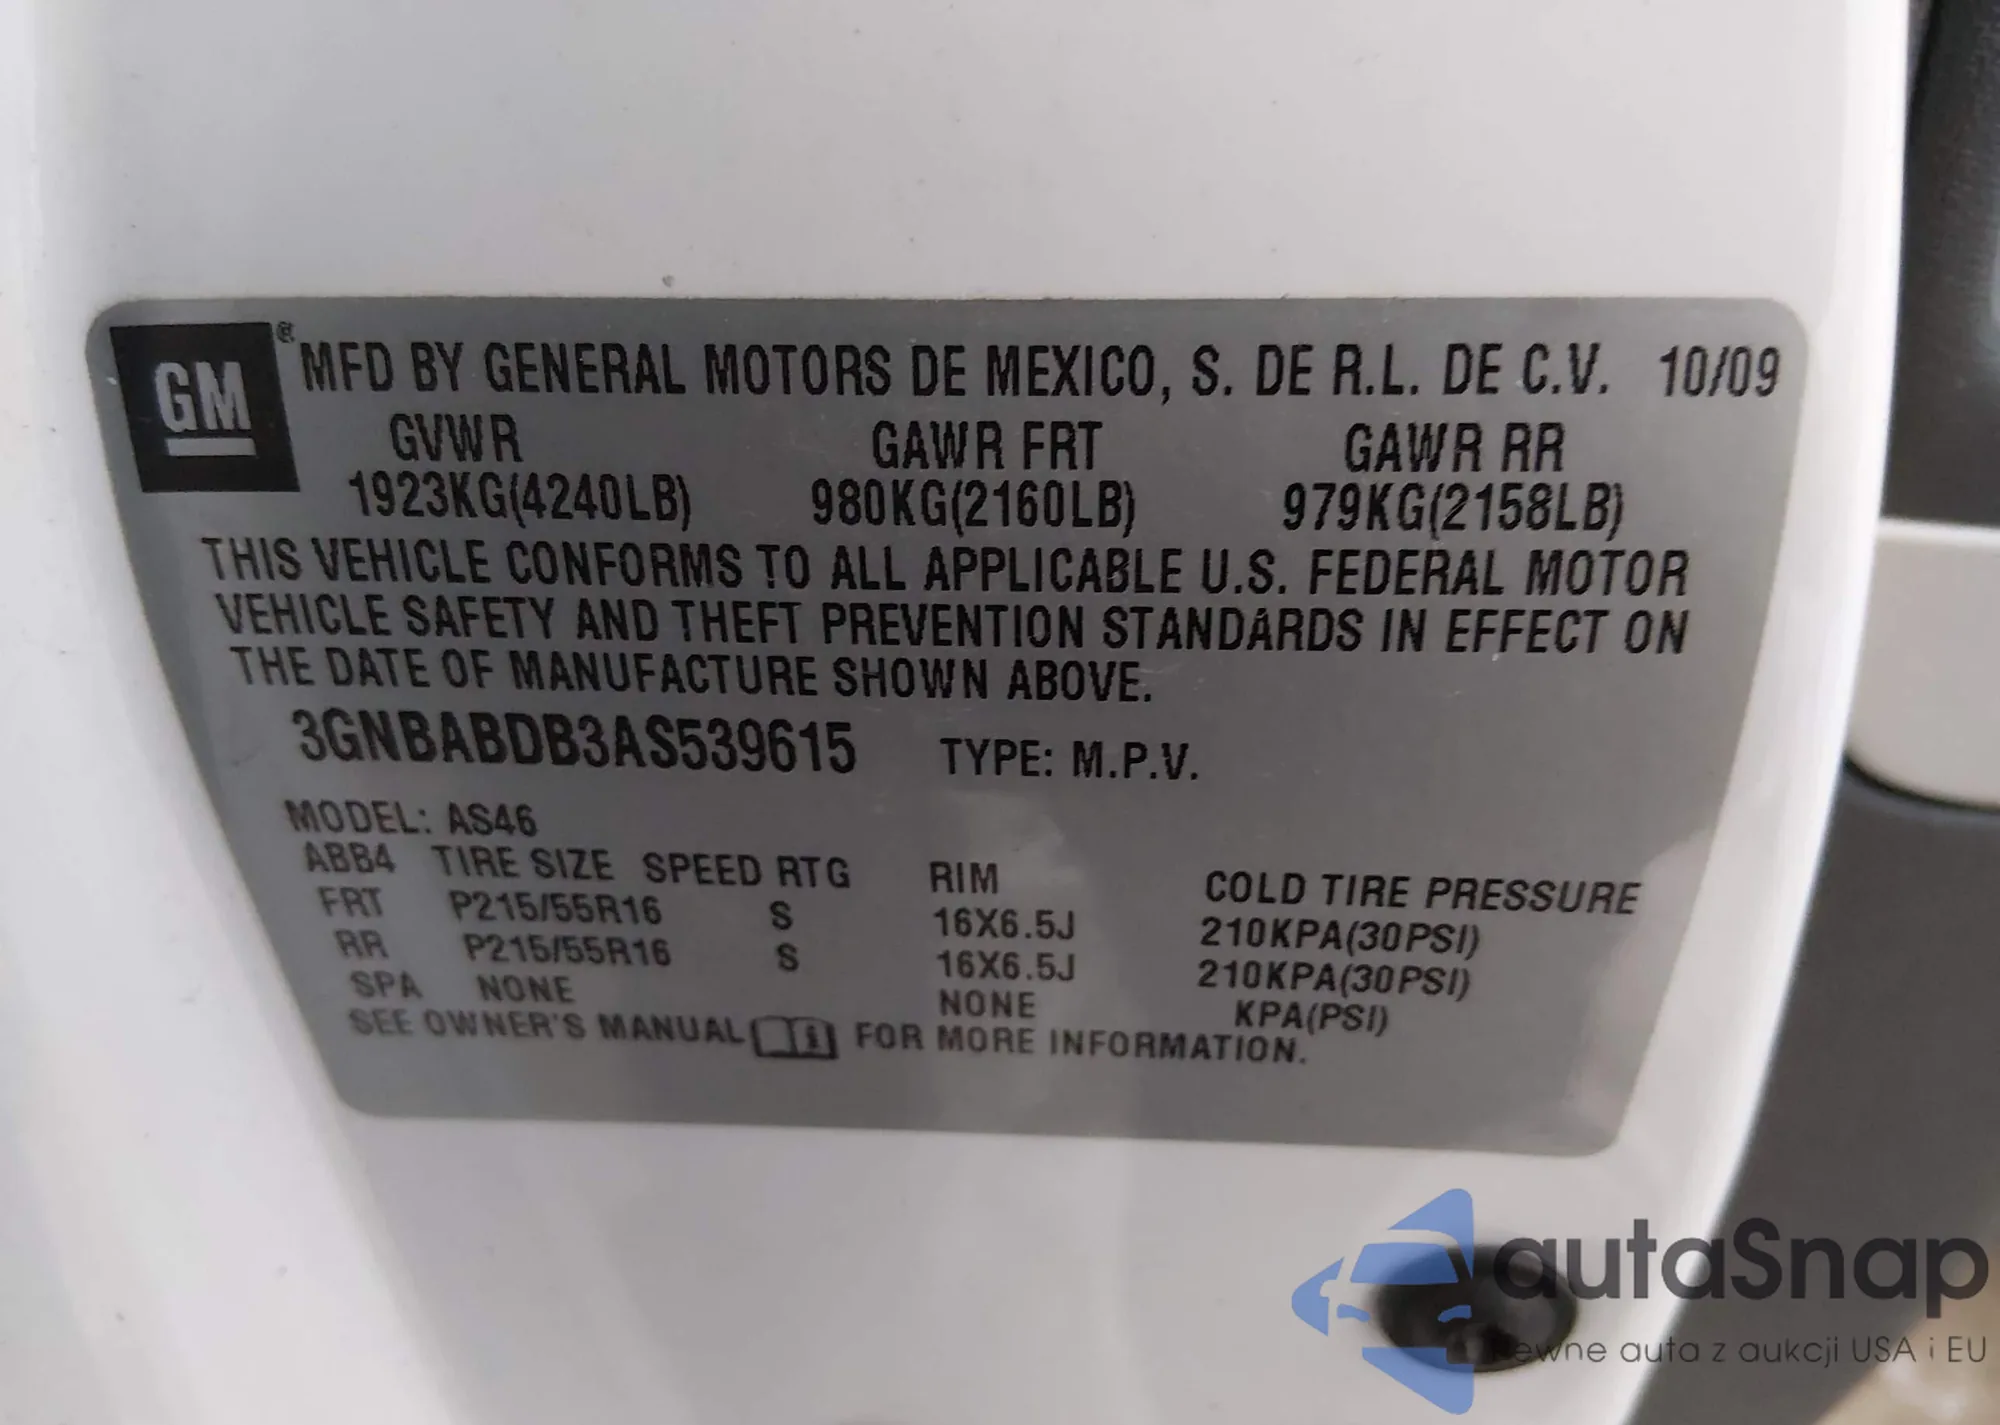 GM ® MFD BY GENERAL MOTORS DE MEXICO, S. DE R.L. DE C.V. 10/09
GVWR GAWR FRT GAWR RR
1923KG(4240LB) 980KG(2160LB) 979KG(2158LB)
THIS VEHICLE CONFORMS TO ALL APPLICABLE U.S. FEDERAL MOTOR
VEHICLE SAFETY AND THEFT PREVENTION STANDARDS IN EFFECT ON
THE DATE OF MANUFACTURE SHOWN ABOVE.
3GNBABDB3AS539615 TYPE: M.P.V.
MODEL: AS46
ABB4 TIRE SIZE SPEED RTG RIM COLD TIRE PRESSURE
FRT P215/55R16 S 16X6.5J 210KPA(30PSI)
RR P215/55R16 S 16X6.5J 210KPA(30PSI)
SPA NONE NONE KPA(PSI)
SEE OWNER'S MANUAL FOR MORE INFORMATION.
autaSnap
Pewne auta z aukcji USA i EU